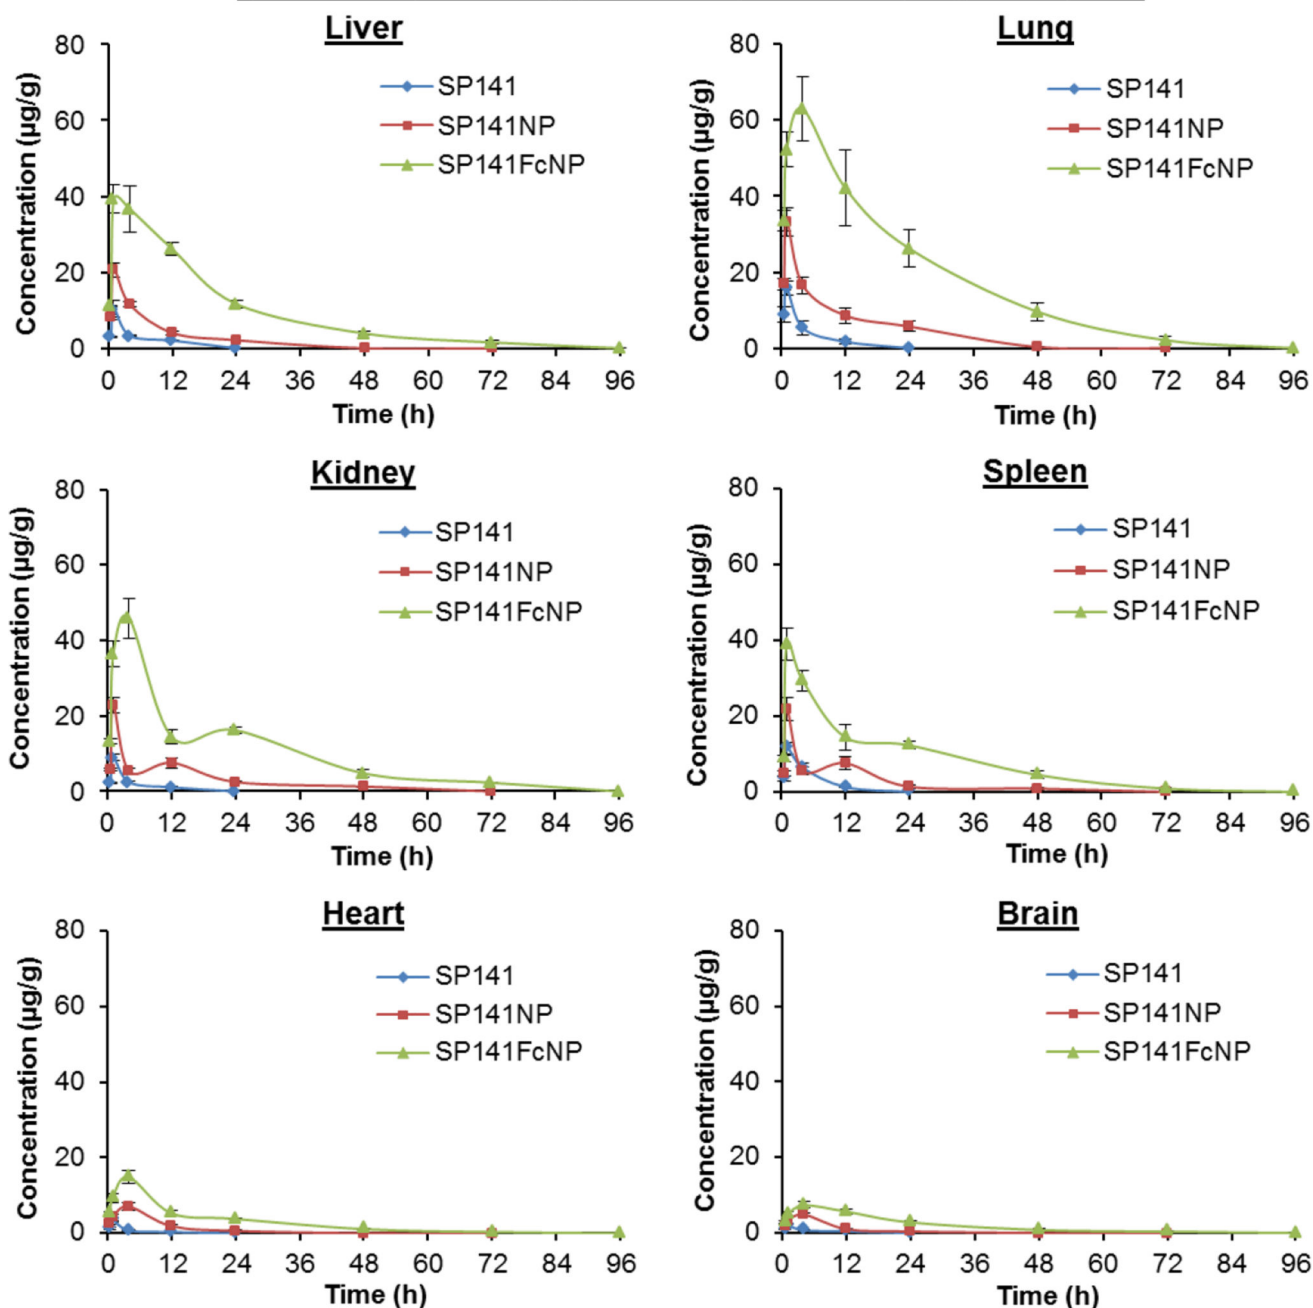 Liver
Concentration (µg/g)
80
60
40
20
0
SP141
SP141NP
SP141FcNP
0 12 24 36 48 60 72 84 96
Time (h)
Lung
Concentration (µg/g)
80
60
40
20
0
SP141
SP141NP
SP141FcNP
0 12 24 36 48 60 72 84 96
Time (h)
Kidney
Concentration (µg/g)
80
60
40
20
0
SP141
SP141NP
SP141FcNP
0 12 24 36 48 60 72 84 96
Time (h)
Spleen
Concentration (µg/g)
80
60
40
20
0
SP141
SP141NP
SP141FcNP
0 12 24 36 48 60 72 84 96
Time (h)
Heart
Concentration (µg/g)
80
60
40
20
0
SP141
SP141NP
SP141FcNP
0 12 24 36 48 60 72 84 96
Time (h)
Brain
Concentration (µg/g)
80
60
40
20
0
SP141
SP141NP
SP141FcNP
0 12 24 36 48 60 72 84 96
Time (h)